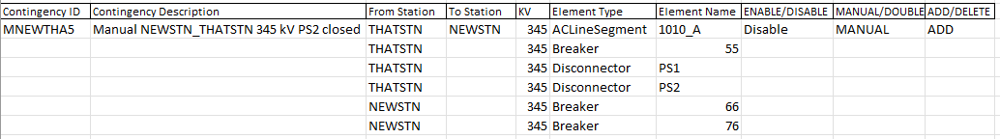 Contingency ID Contingency Description From Station To Station KV Element Type Element Name ENABLE/DISABLE MANUAL/DOUBLE ADD/DELETE
MNEWTHA5 Manual NEWSTN_THATSTN 345 kV PS2 closed THATSTN NEWSTN 345 ACLineSegment 1010_A Disable MANUAL ADD
THATSTN 345 Breaker 55
THATSTN 345 Disconnector PS1
THATSTN 345 Disconnector PS2
NEWSTN 345 Breaker 66
NEWSTN 345 Breaker 76